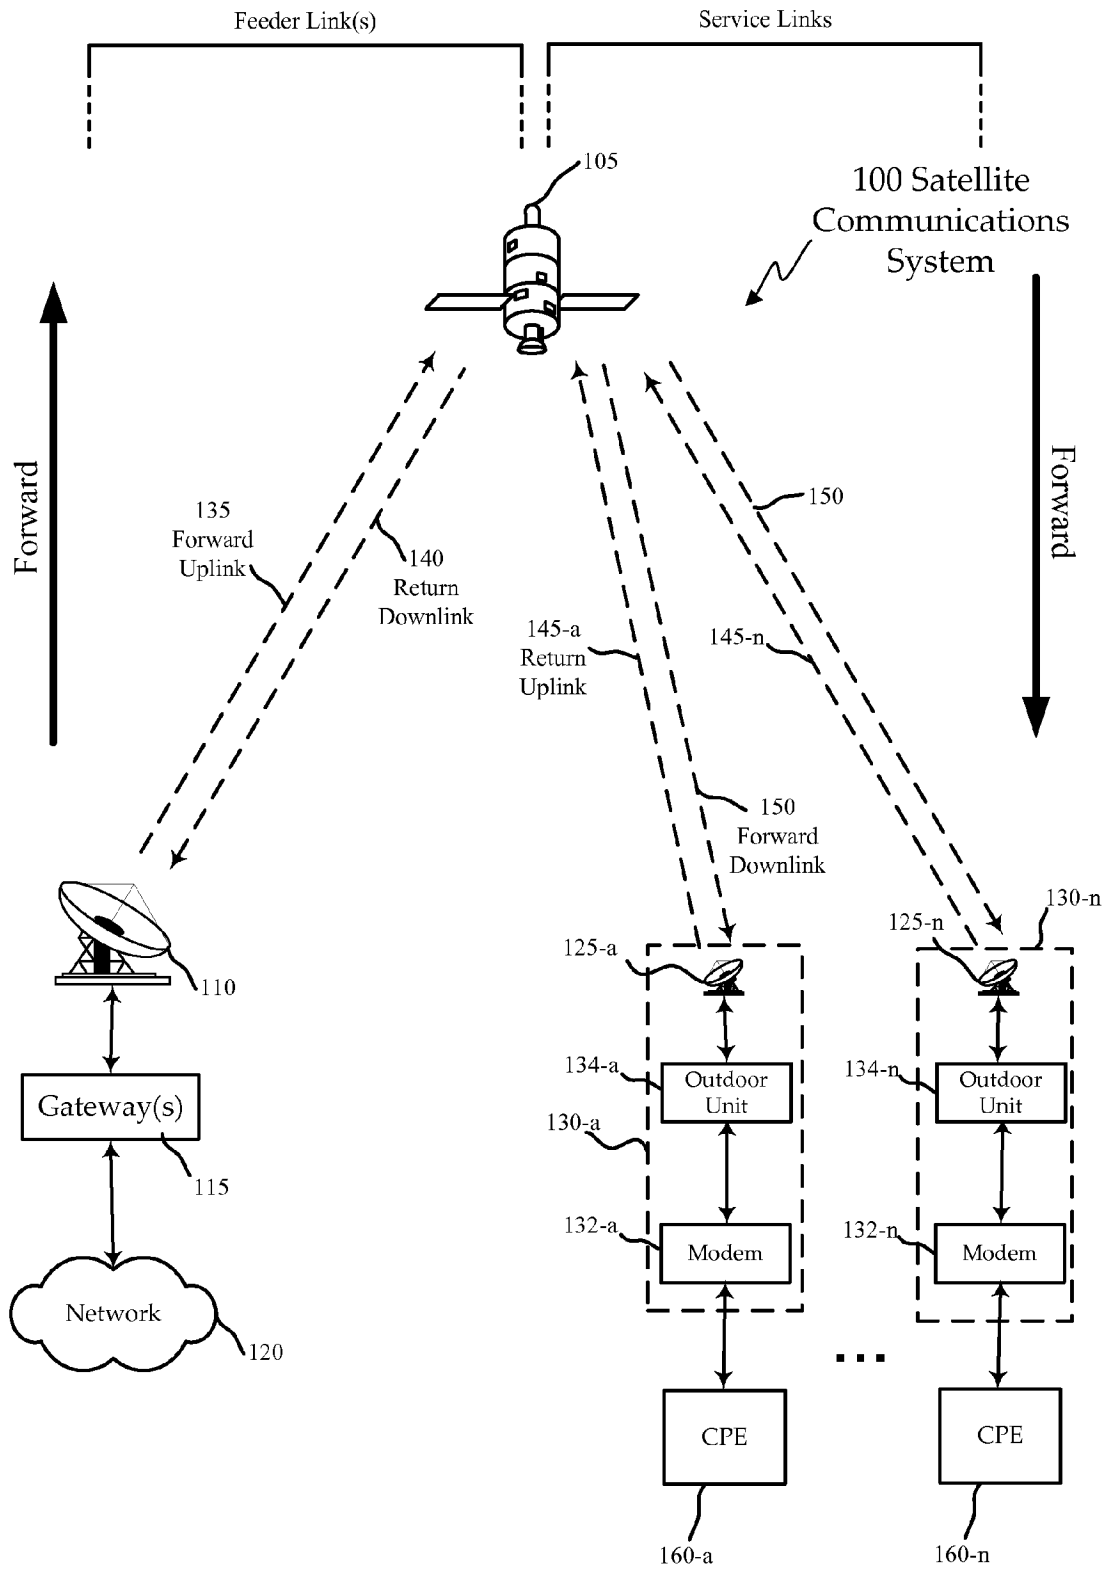 Feeder Link(s)
Service Links
105
100 Satellite
Communications
System
Forward
Forward
135
Forward
Uplink
140
Return
Downlink
150
145-a
Return
Uplink
145-n
150
Forward
Downlink
130-n
125-a
125-n
110
134-a
Outdoor
Unit
134-n
Outdoor
Unit
Gateway(s)
130-a
115
132-a
Modem
132-n
Modem
Network
120
...
CPE
CPE
160-a
160-n